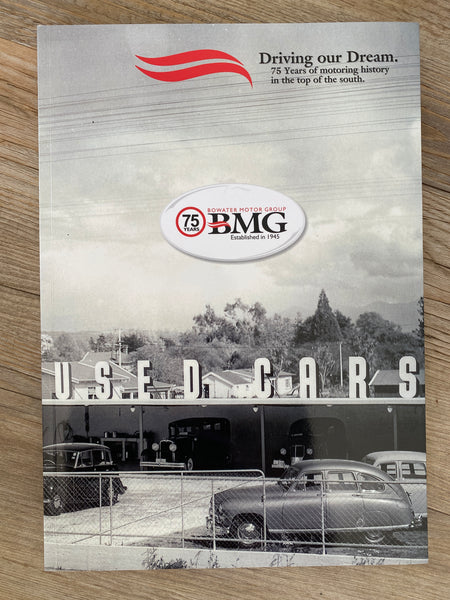 Driving our Dream.
75 Years of motoring history
in the top of the south.
75
YEARS
BOWATER MOTOR GROUP
BMG
Established in 1945
USED CARS